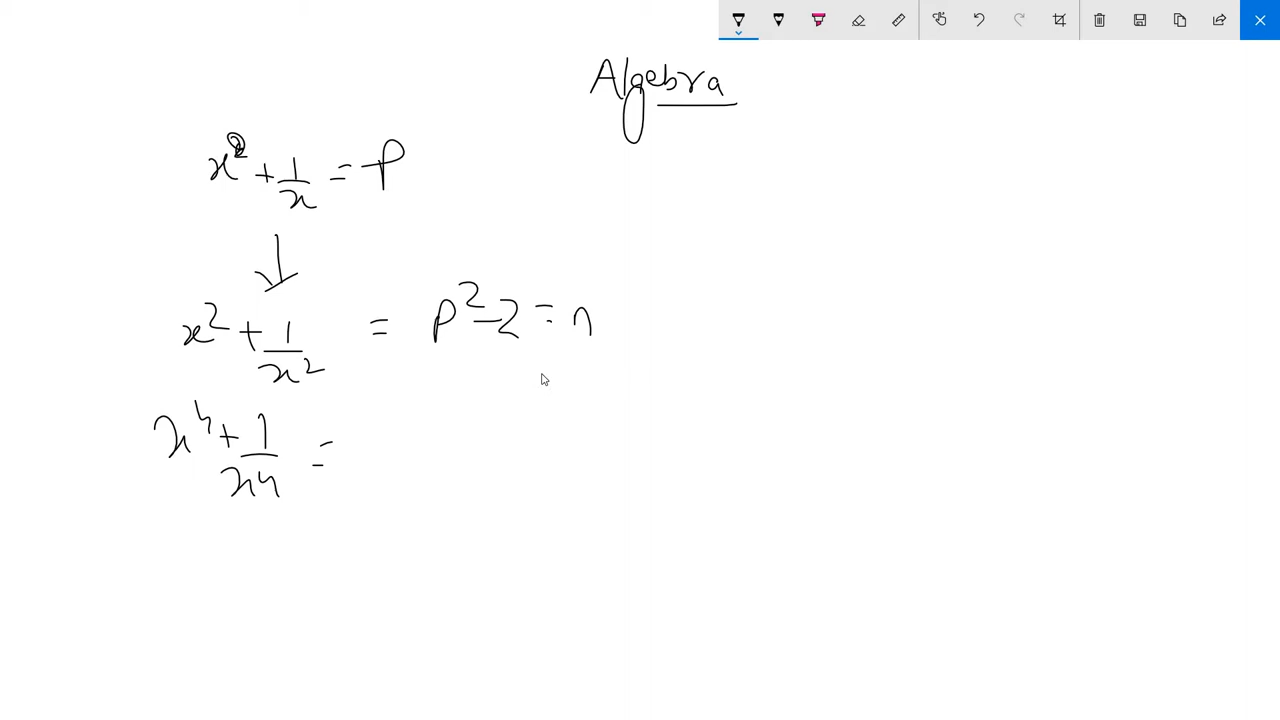 Algebra
x + 1/x = P
↓
x² + 1/x² = P² - 2 = n
x⁴ + 1/x⁴ =